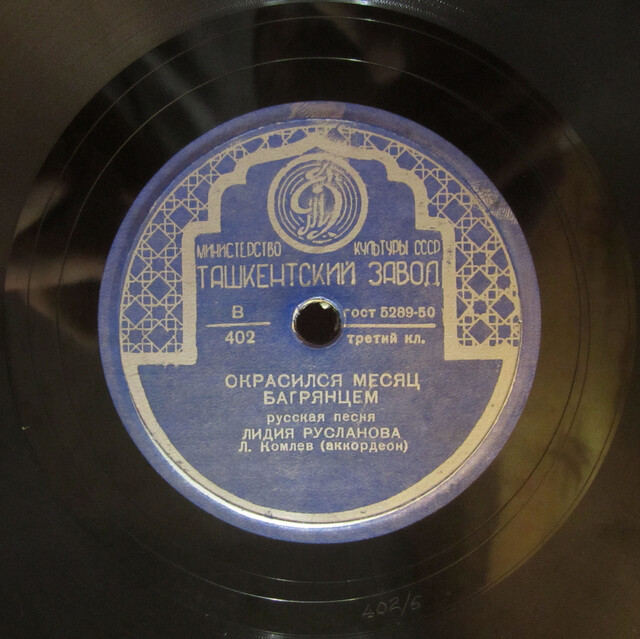 МИНИСТЕРСТВО КУЛЬТУРЫ СССР
ТАШКЕНТСКИЙ ЗАВОД
В гост 5289-50
402 третий кл.
ОКРАСИЛСЯ МЕСЯЦ
БАГРЯНЦЕМ
русская песня
ЛИДИЯ РУСЛАНОВА
Л. Комлев (аккордеон)
402/6